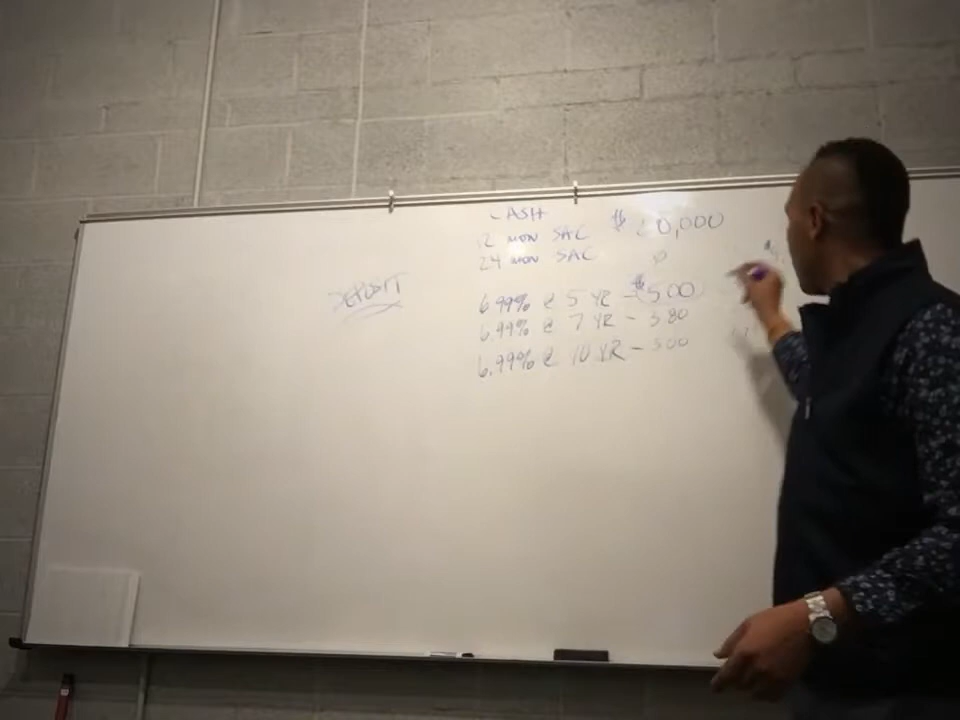 CASH
12 MON SAC $20,000
24 MON SAC
DEPOSIT
6.99% @ 5 YR - $500
6.99% @ 7 YR - 380
6.99% @ 10 YR - 300